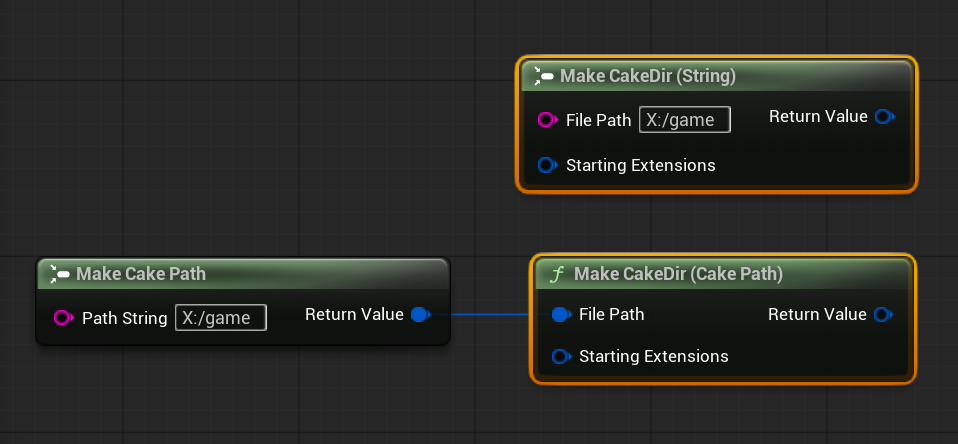 Make CakeDir (String)
File Path X:/game Return Value
Starting Extensions
Make Cake Path
Path String X:/game Return Value
Make CakeDir (Cake Path)
File Path Return Value
Starting Extensions